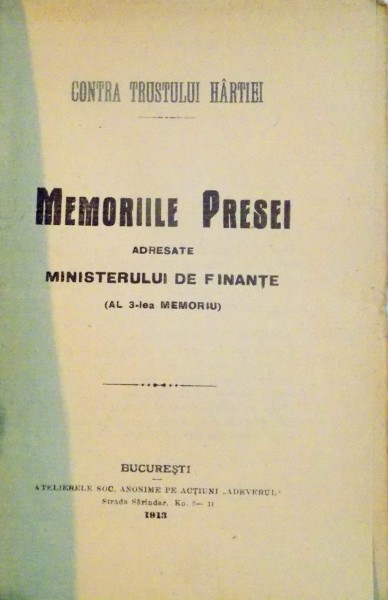 CONTRA TRUSTULUI HÂRTIEI
MEMORIILE PRESEI
ADRESATE
MINISTERULUI DE FINANȚE
(AL 3-lea MEMORIU)
BUCUREȘTI
ATELIERELE SOC. ANONIME PE ACȚIUNI „ADEVERUL"
Strada Sărindar, No. 9— 11
1913